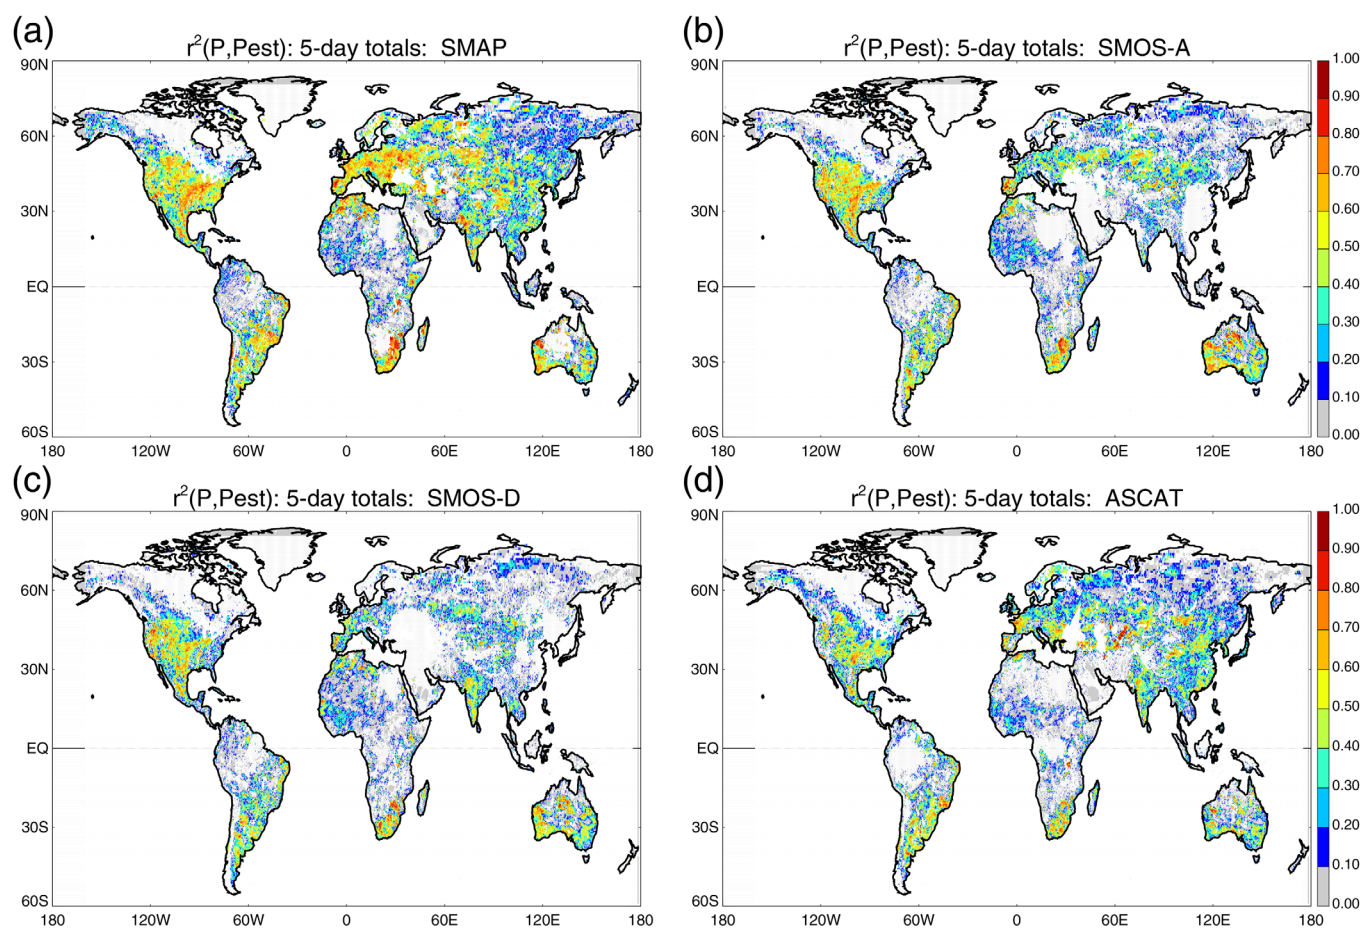 (a)
r²(P,Pest): 5-day totals: SMAP
90N
60N
30N
EQ
30S
60S
180 120W 60W 0 60E 120E 180
(b)
r²(P,Pest): 5-day totals: SMOS-A
90N
60N
30N
EQ
30S
60S
180 120W 60W 0 60E 120E 180
1.00
0.90
0.80
0.70
0.60
0.50
0.40
0.30
0.20
0.10
0.00
(c)
r²(P,Pest): 5-day totals: SMOS-D
90N
60N
30N
EQ
30S
60S
180 120W 60W 0 60E 120E 180
(d)
r²(P,Pest): 5-day totals: ASCAT
90N
60N
30N
EQ
30S
60S
180 120W 60W 0 60E 120E 180
1.00
0.90
0.80
0.70
0.60
0.50
0.40
0.30
0.20
0.10
0.00